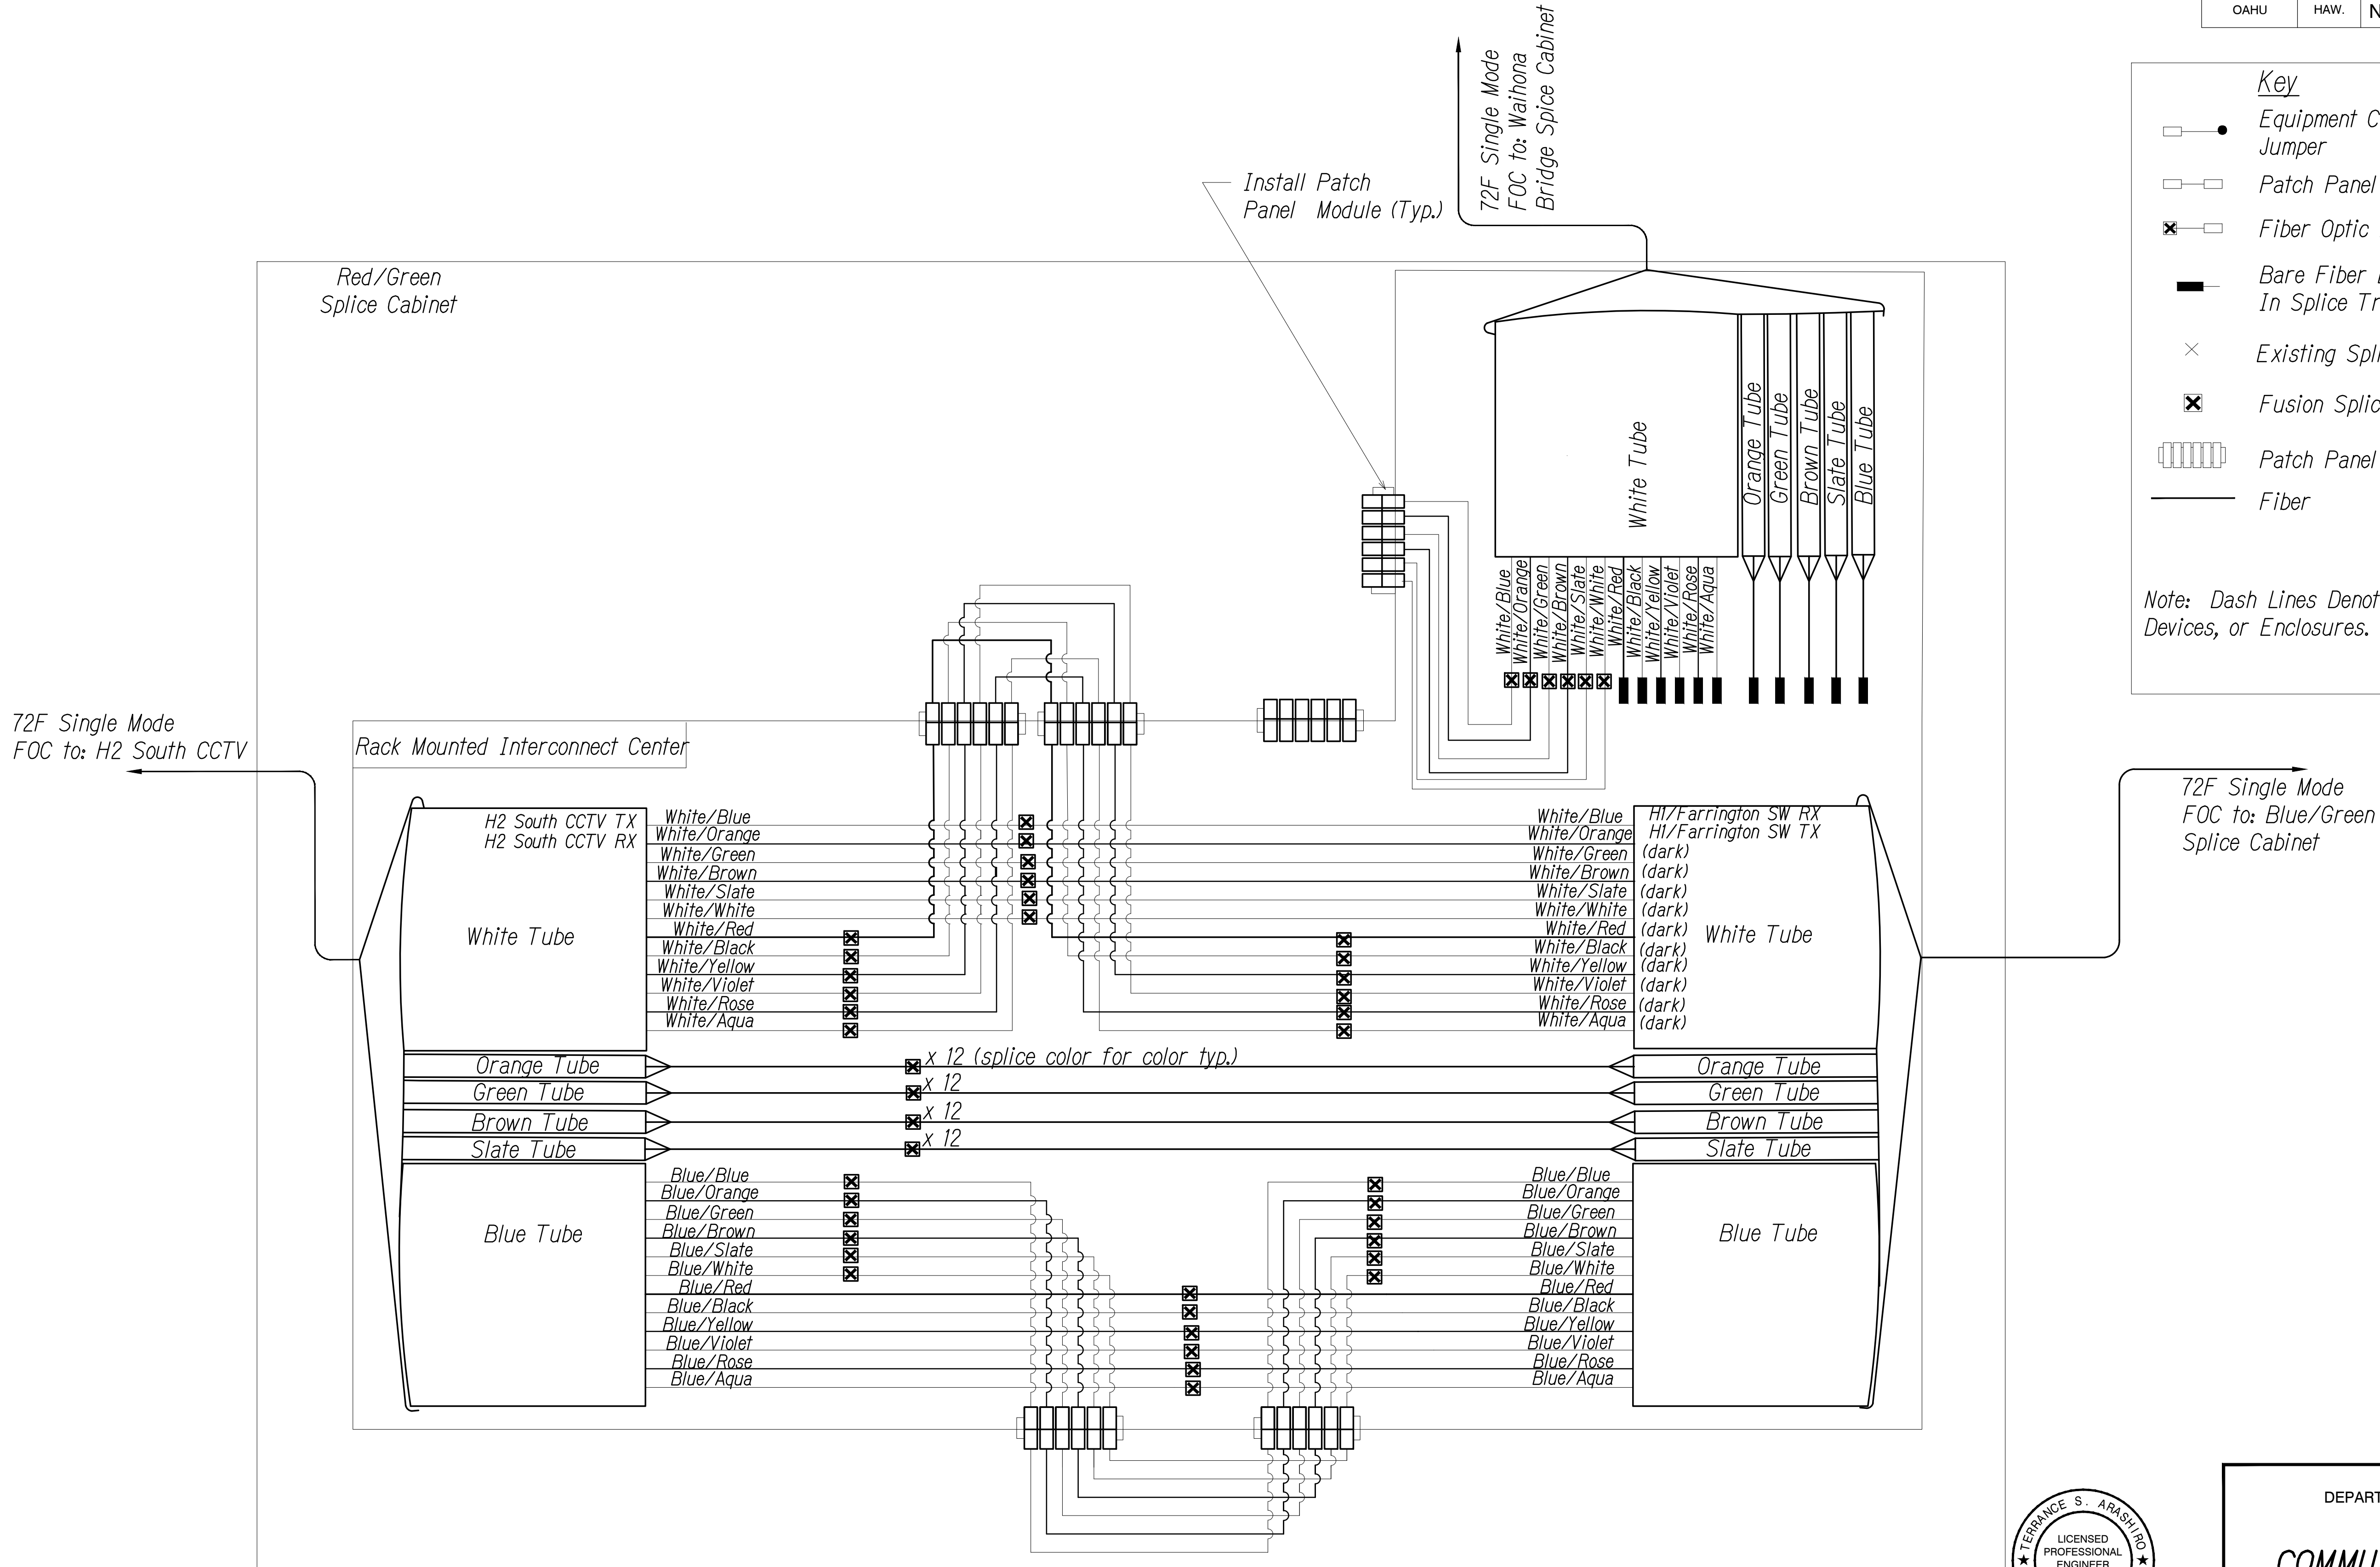 OAHU
HAW.
72F Single Mode
FOC to: Waihona
Bridge Spice Cabinet
Key
Equipment C
Jumper
Patch Panel
Fiber Optic
Bare Fiber
In Splice Tr
Existing Spli
Fusion Splic
Patch Panel
Fiber
Note: Dash Lines Denot
Devices, or Enclosures.
Install Patch
Panel Module (Typ.)
Red/Green
Splice Cabinet
White Tube
Orange Tube
Green Tube
Brown Tube
Slate Tube
Blue Tube
White/Blue
White/Orange
White/Green
White/Brown
White/Slate
White/White
White/Red
White/Black
White/Yellow
White/Violet
White/Rose
White/Aqua
72F Single Mode
FOC to: H2 South CCTV
Rack Mounted Interconnect Center
72F Single Mode
FOC to: Blue/Green
Splice Cabinet
H2 South CCTV TX
H2 South CCTV RX
White Tube
White/Blue
White/Orange
White/Green
White/Brown
White/Slate
White/White
White/Red
White/Black
White/Yellow
White/Violet
White/Rose
White/Aqua
White/Blue
White/Orange
White/Green
White/Brown
White/Slate
White/White
White/Red
White/Black
White/Yellow
White/Violet
White/Rose
White/Aqua
H1/Farrington SW RX
H1/Farrington SW TX
(dark)
(dark)
(dark)
(dark)
(dark)
(dark)
(dark)
(dark)
(dark)
(dark)
White Tube
Orange Tube
x 12 (splice color for color typ.)
Orange Tube
Green Tube
x 12
Green Tube
Brown Tube
x 12
Brown Tube
Slate Tube
x 12
Slate Tube
Blue Tube
Blue/Blue
Blue/Orange
Blue/Green
Blue/Brown
Blue/Slate
Blue/White
Blue/Red
Blue/Black
Blue/Yellow
Blue/Violet
Blue/Rose
Blue/Aqua
Blue/Blue
Blue/Orange
Blue/Green
Blue/Brown
Blue/Slate
Blue/White
Blue/Red
Blue/Black
Blue/Yellow
Blue/Violet
Blue/Rose
Blue/Aqua
Blue Tube
TERRANCE S. ARASHIRO
LICENSED
PROFESSIONAL
ENGINEER
DEPART
COMMU